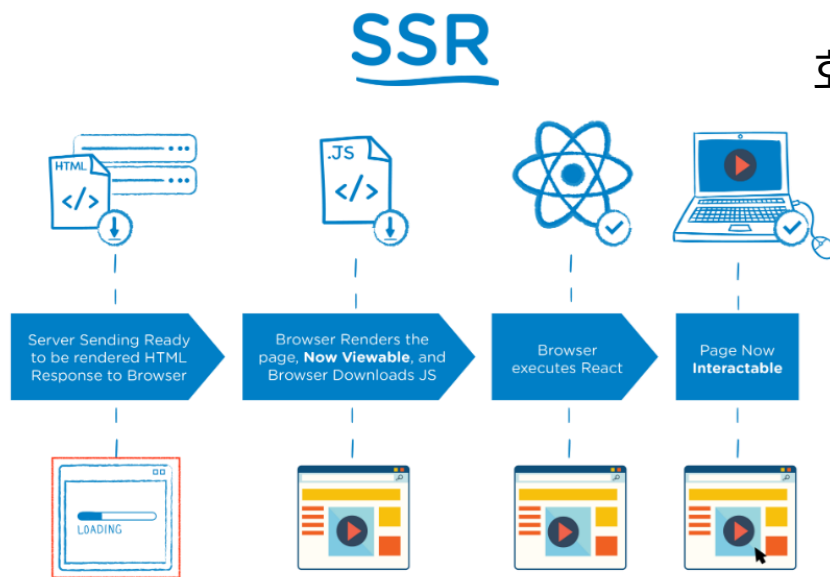 SSR
HTML
</>
.JS
</>
Server Sending Ready
to be rendered HTML
Response to Browser
Browser Renders the
page, Now Viewable, and
Browser Downloads JS
Browser
executes React
Page Now
Interactable
LOADING